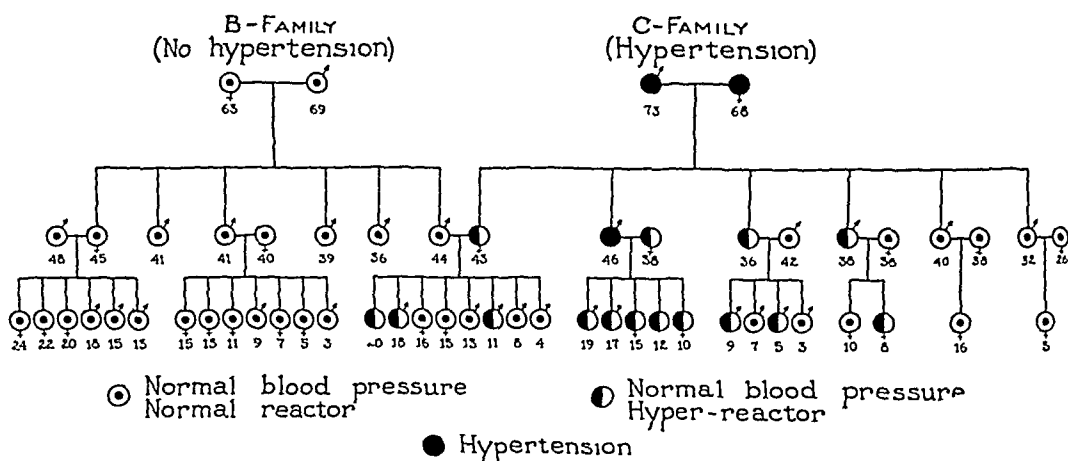 B-FAMILY
(No hypertension)
C-FAMILY
(Hypertension)
63 69 73 68
48 45 41 41 40 39 36 44 43 46 38 36 42 38 38 40 38 32 28
24 22 20 18 15 13 15 13 11 9 7 5 3 20 18 16 15 13 11 8 4 19 17 15 12 10 9 7 5 3 10 8 16 5
Normal blood pressure
Normal reactor
Normal blood pressure
Hyper-reactor
Hypertension